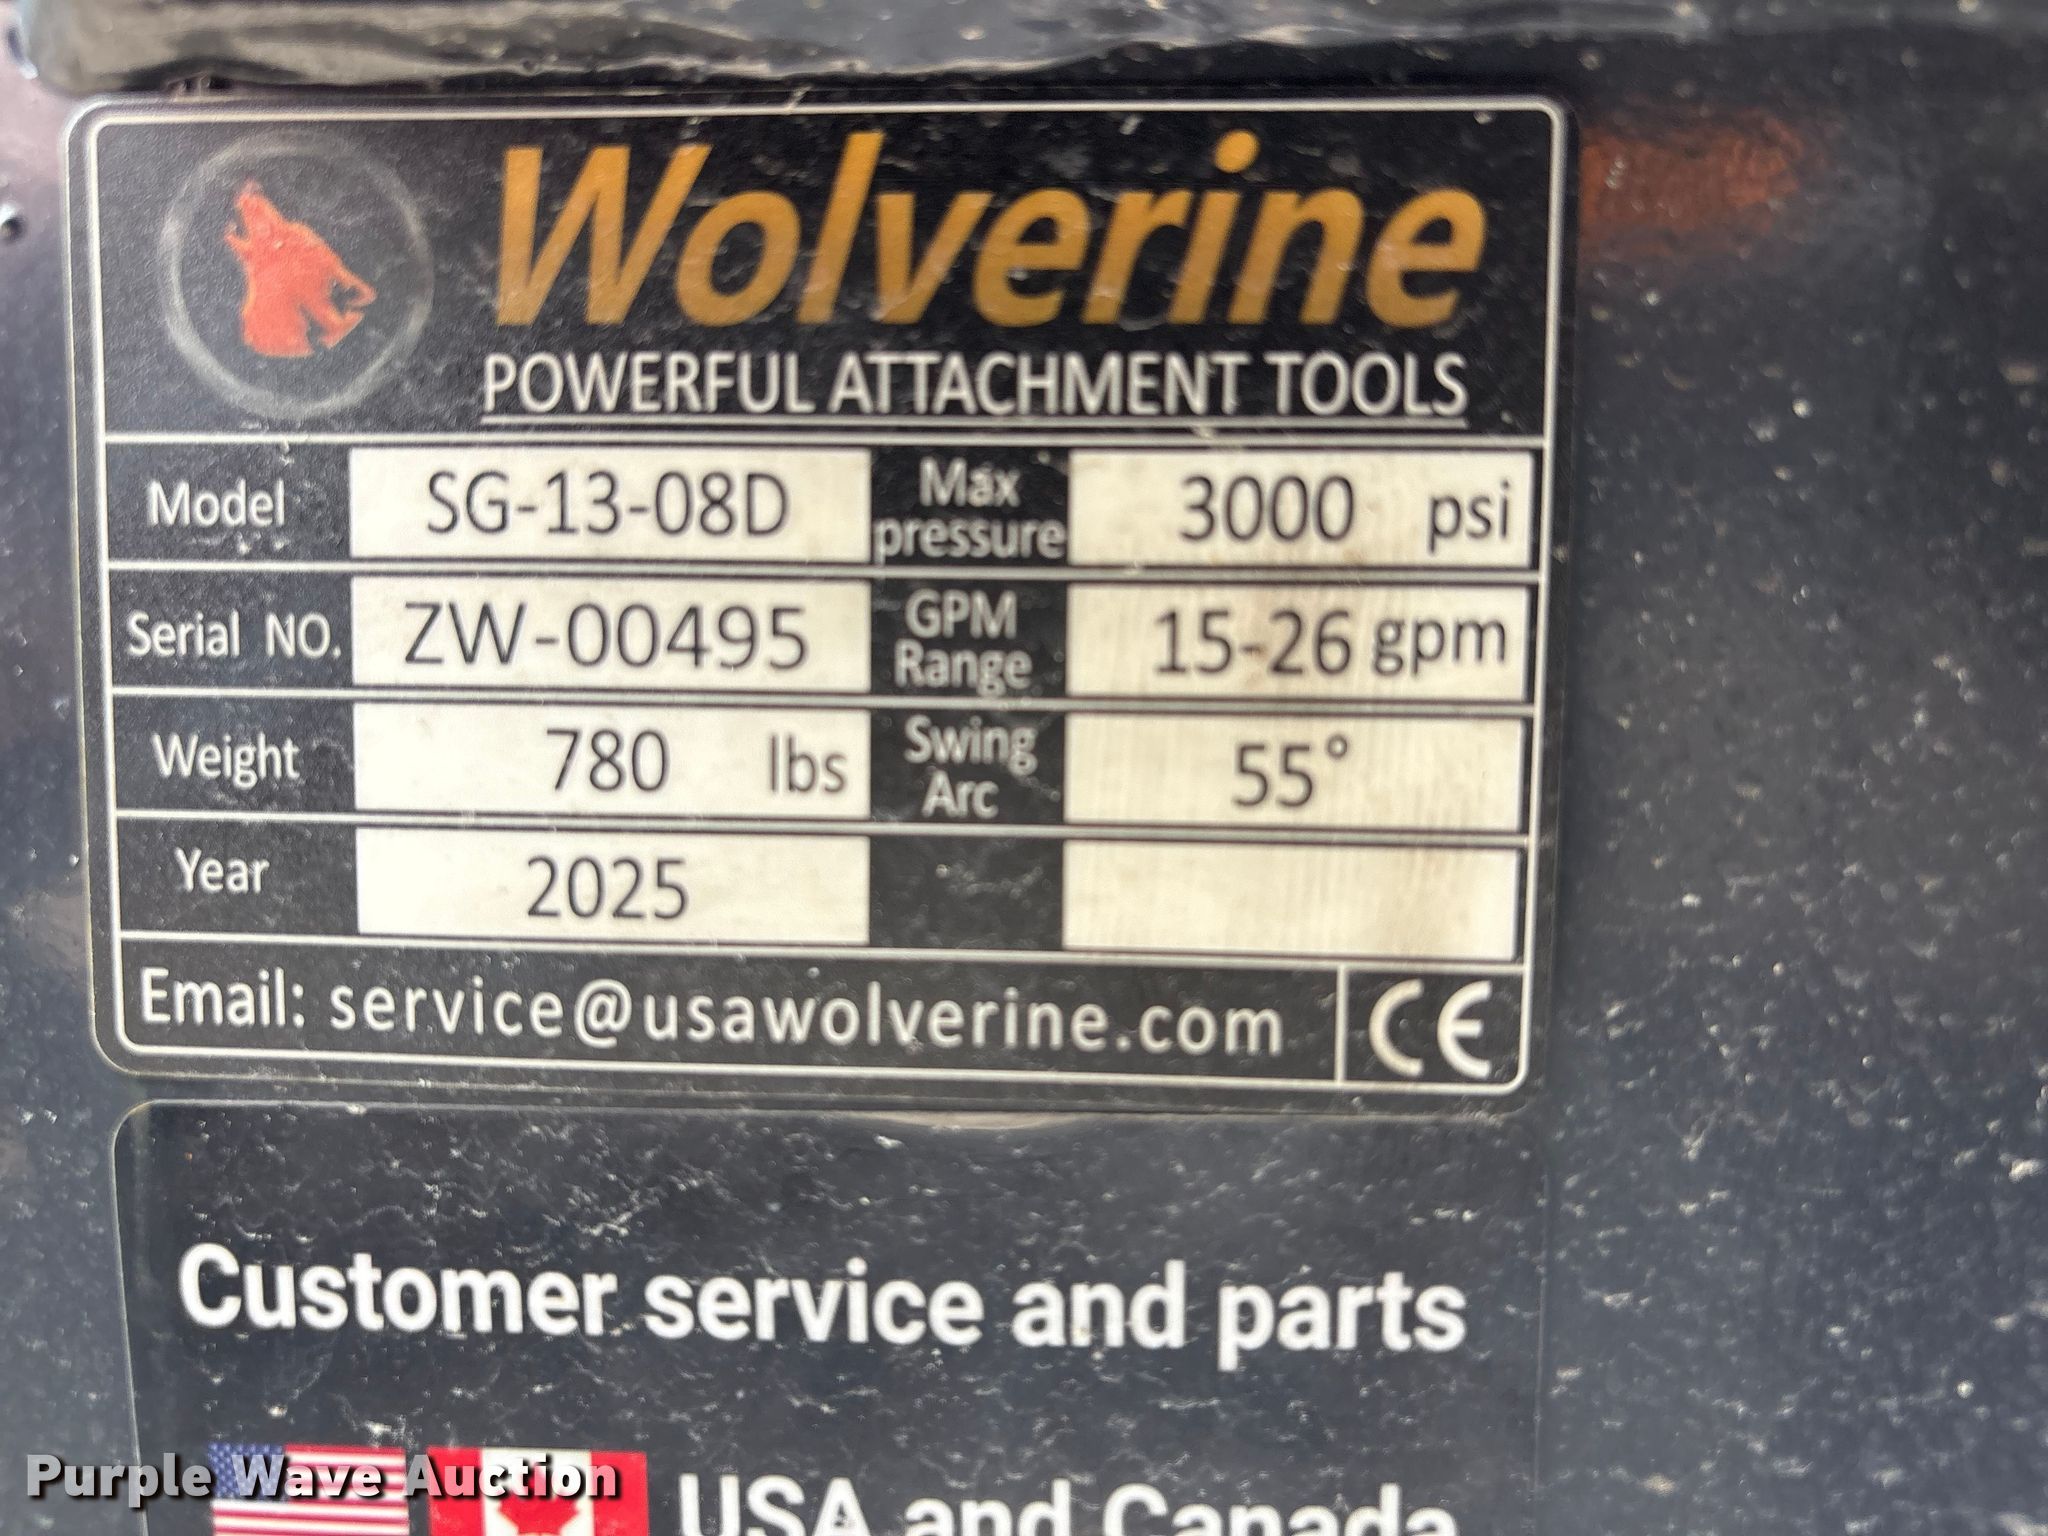 Wolverine
POWERFUL ATTACHMENT TOOLS
Model SG-13-08D Max pressure 3000 psi
Serial NO. ZW-00495 GPM Range 15-26 gpm
Weight 780 lbs Swing Arc 55°
Year 2025
Email: service@usawolverine.com CE
Customer service and parts
USA and Canada
Purple Wave Auction